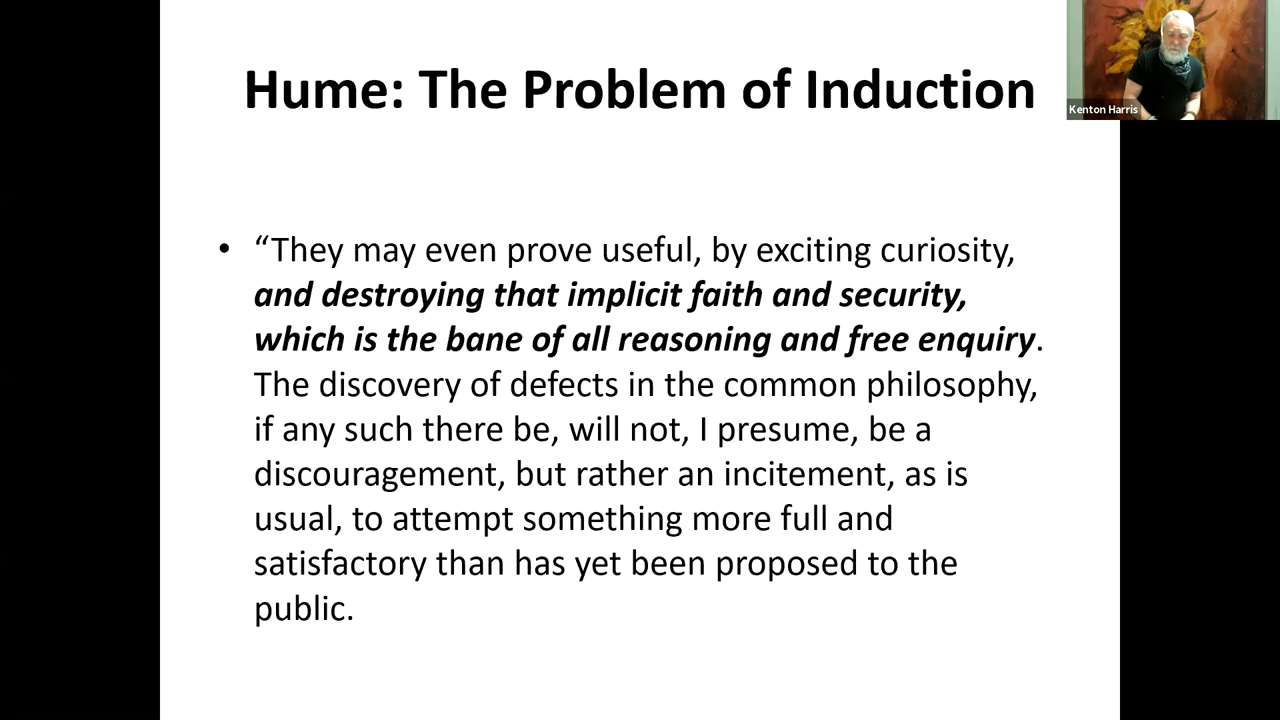 Hume: The Problem of Induction
Kenton Harris
• “They may even prove useful, by exciting curiosity,
and destroying that implicit faith and security,
which is the bane of all reasoning and free enquiry.
The discovery of defects in the common philosophy,
if any such there be, will not, I presume, be a
discouragement, but rather an incitement, as is
usual, to attempt something more full and
satisfactory than has yet been proposed to the
public.